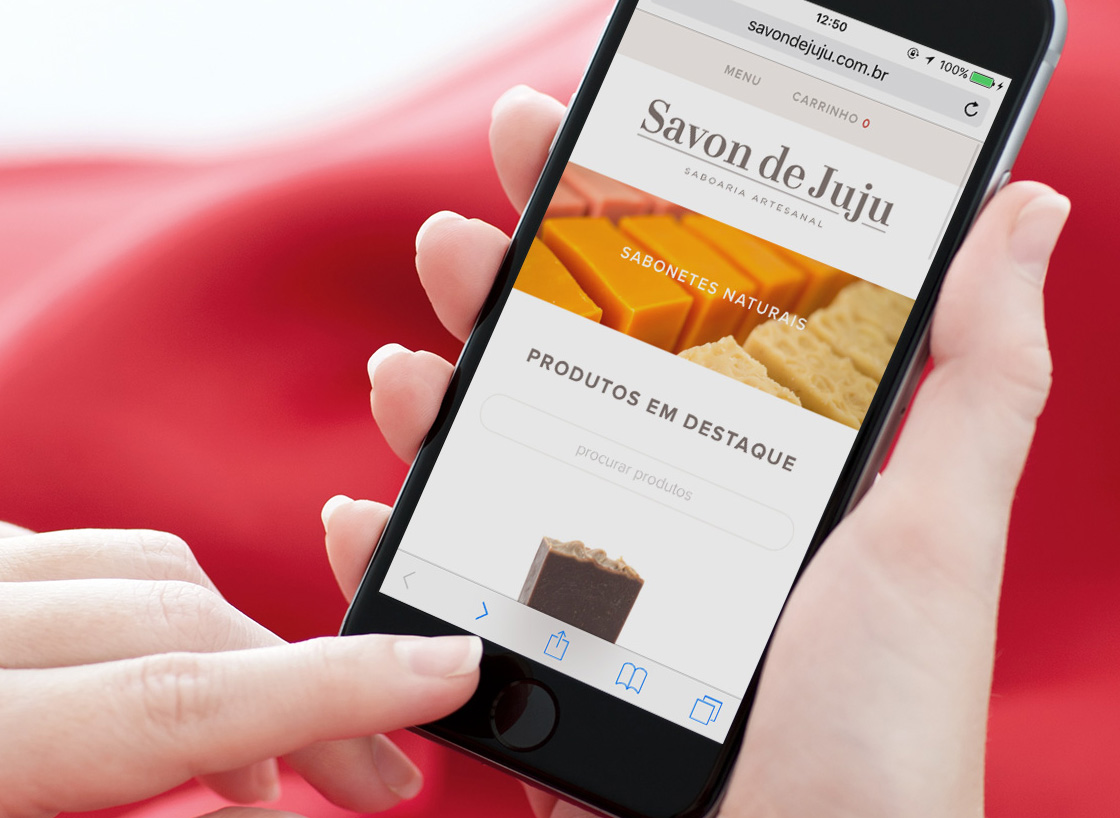 12:50
100%
savondejuju.com.br
MENU
CARRINHO 0
Savon de Juju
SABOARIA ARTESANAL
SABONETES NATURAIS
PRODUTOS EM DESTAQUE
procurar produtos